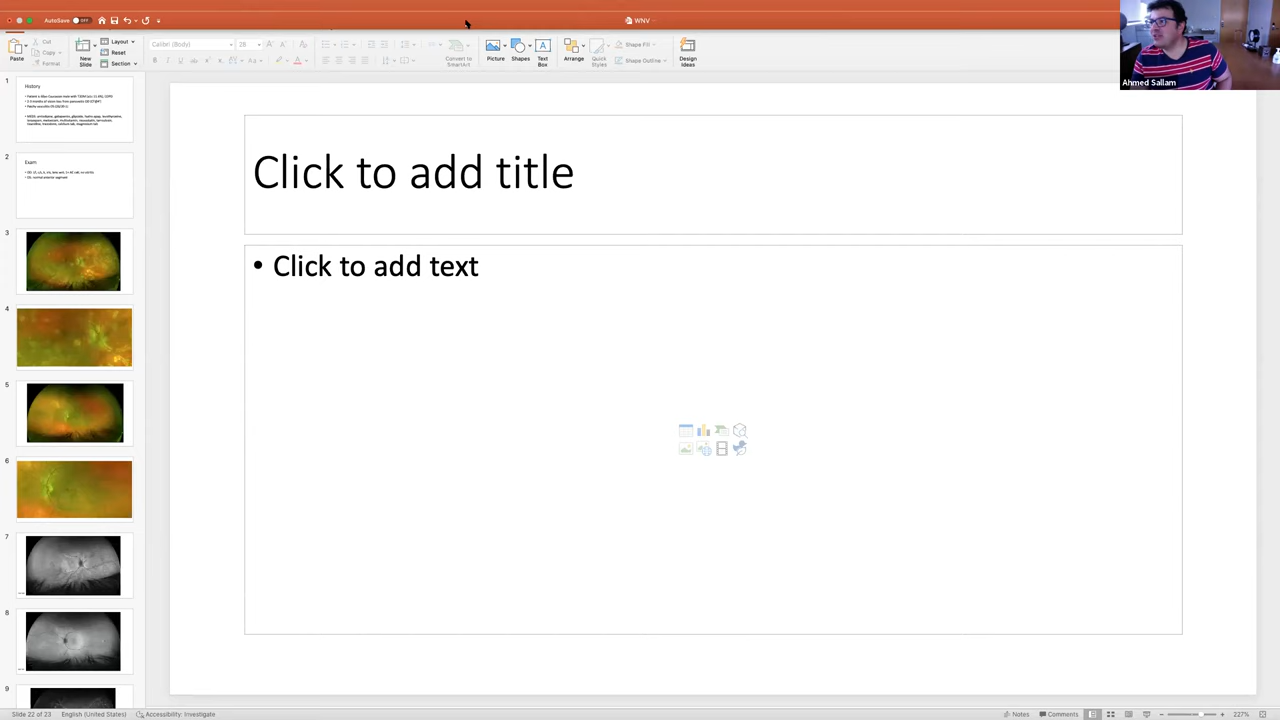 AutoSave OFF
WNV
Ahmed Sallam
Paste
Cut
Copy
Format
New Slide
Layout
Reset
Section
Calibri (Body)
28
Convert to SmartArt
Picture
Shapes
Text Box
Arrange
Quick Styles
Shape Fill
Shape Outline
Design Ideas
1
History
2
Exam
3
4
5
6
7
8
9
Click to add title
• Click to add text
Slide 22 of 23
English (United States)
Accessibility: Investigate
Notes
Comments
227%